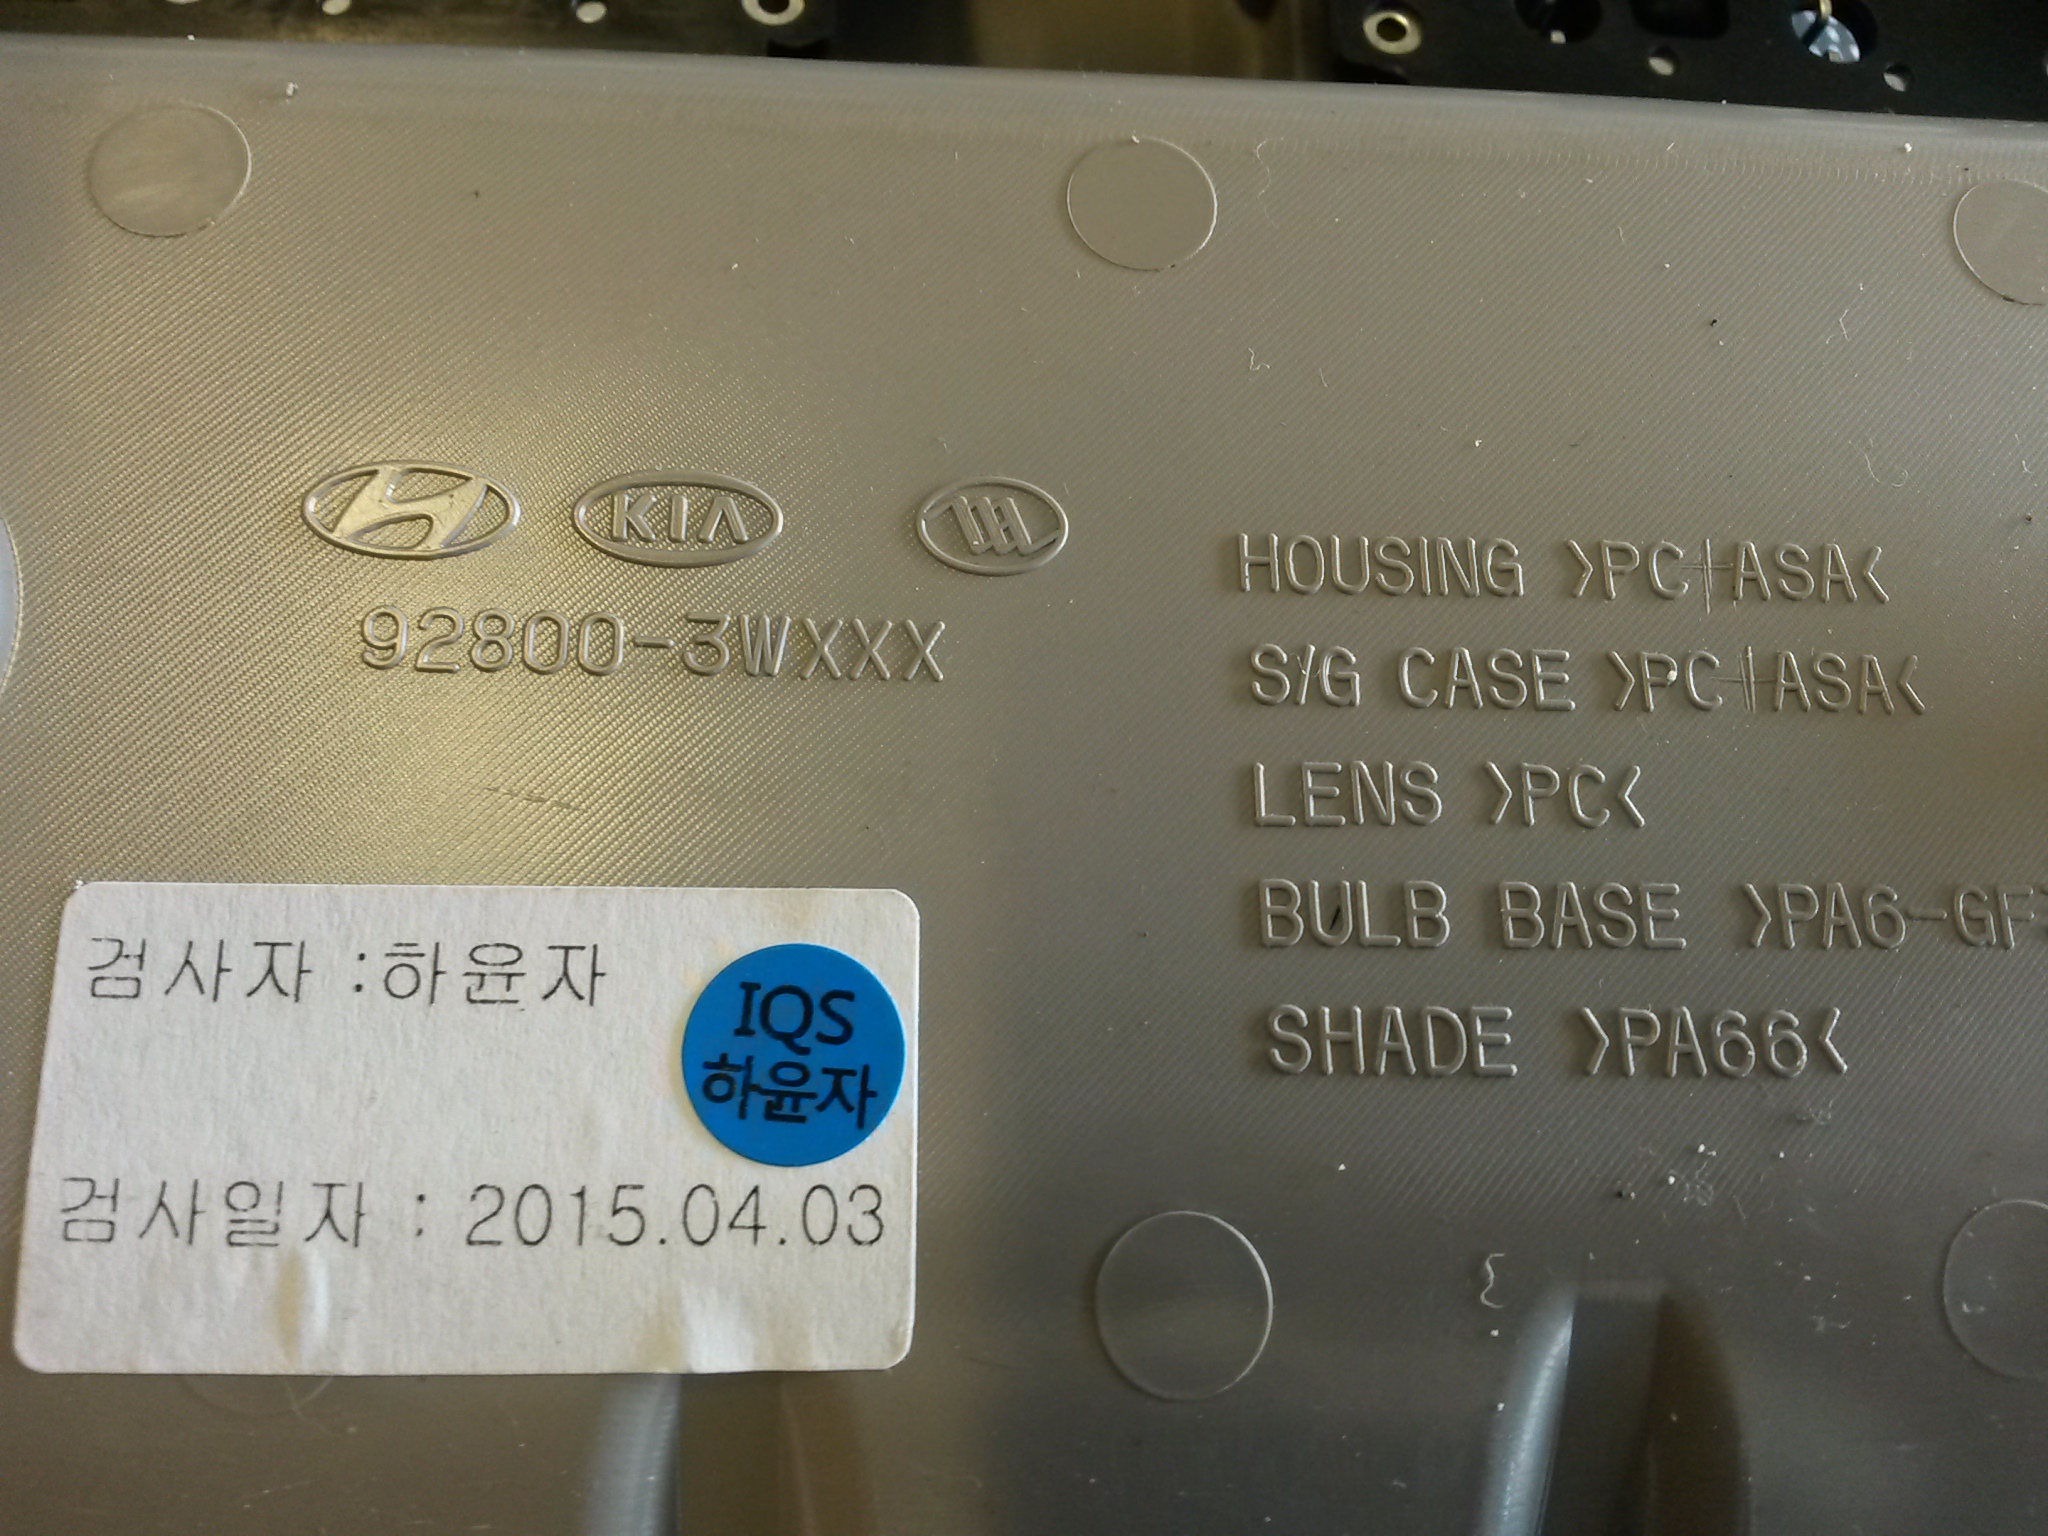 KIA
92800-3WXXX
HOUSING >PC+ASA<
S/G CASE >PC+ASA<
LENS >PC<
BULB BASE >PA6-GF
SHADE >PA66<
검사자 :하윤자
IQS
하윤자
검사일자 : 2015.04.03